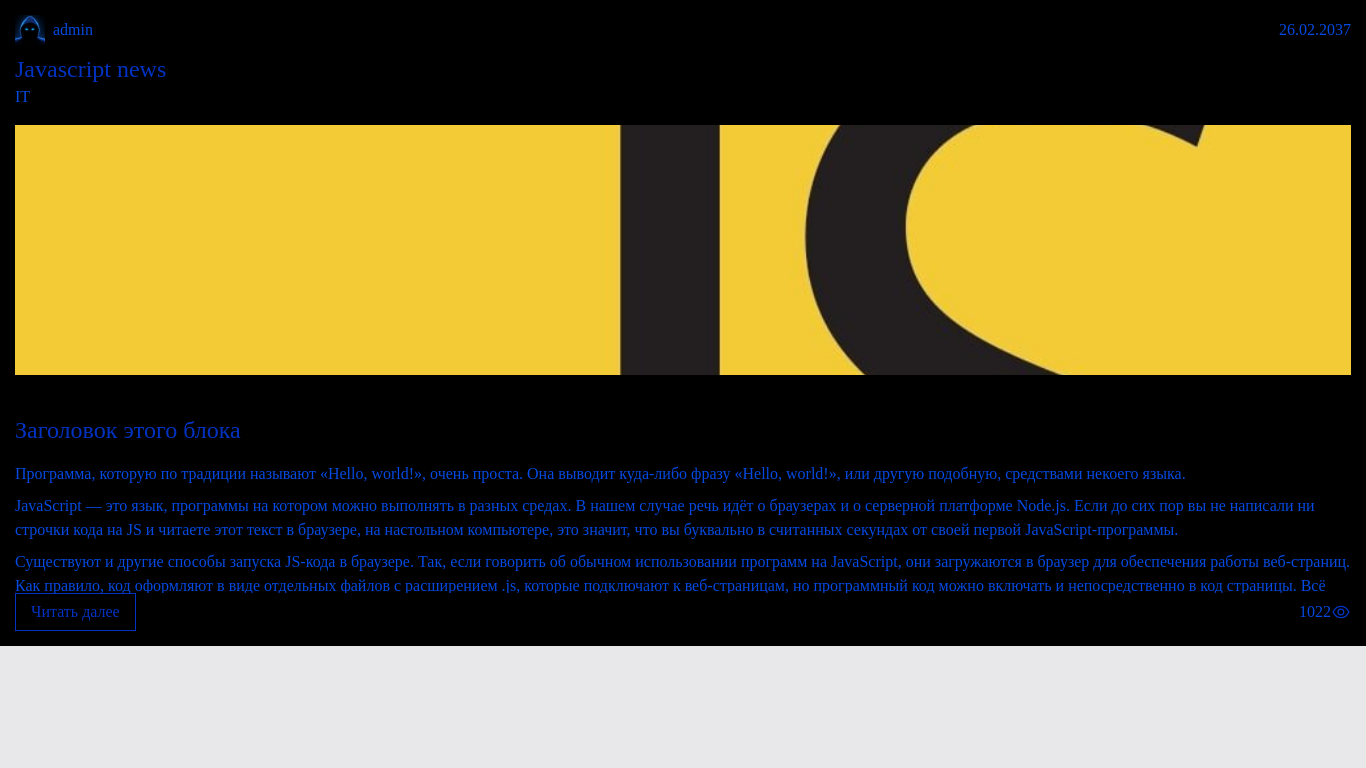 admin
26.02.2037
Javascript news
IT
JS
Заголовок этого блока
Программа, которую по традиции называют «Hello, world!», очень проста. Она выводит куда-либо фразу «Hello, world!», или другую подобную, средствами некоего языка.
JavaScript — это язык, программы на котором можно выполнять в разных средах. В нашем случае речь идёт о браузерах и о серверной платформе Node.js. Если до сих пор вы не написали ни
строчки кода на JS и читаете этот текст в браузере, на настольном компьютере, это значит, что вы буквально в считанных секундах от своей первой JavaScript-программы.
Существуют и другие способы запуска JS-кода в браузере. Так, если говорить об обычном использовании программ на JavaScript, они загружаются в браузер для обеспечения работы веб-страниц.
Как правило, код оформляют в виде отдельных файлов с расширением .js, которые подключают к веб-страницам, но программный код можно включать и непосредственно в код страницы. Всё
Читать далее
1022